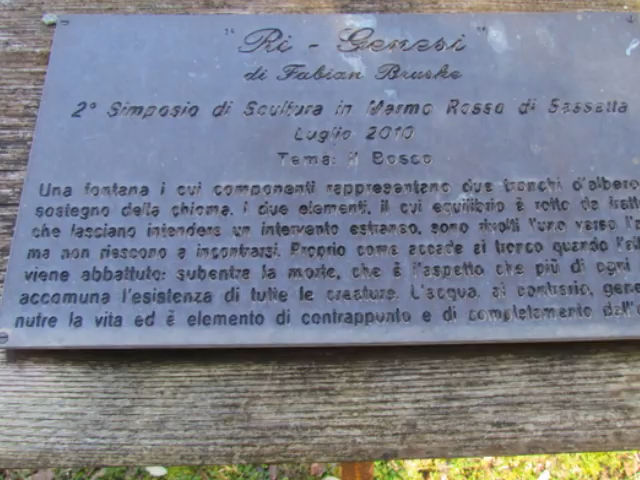 "Ri - Genesi"
di Fabian Bruske
2° Simposio di Scultura in Marmo Rosso di Sassetta
Luglio 2010
Tema: il Bosco
Una fontana i cui componenti rappresentano due tronchi d'albero
sostegno della chioma. I due elementi, il cui equilibrio è rotto da
che lasciano intendere un intervento estraneo, sono rivolti l'uno verso
ma non riescono a incontrarsi. Proprio come accade al tronco quando
viene abbattuto: subentra la morte, che è l'aspetto che più di ogni
accomuna l'esistenza di tutte le creature. L'acqua, al contrario,
nutre la vita ed è elemento di contrappunto e di completamento